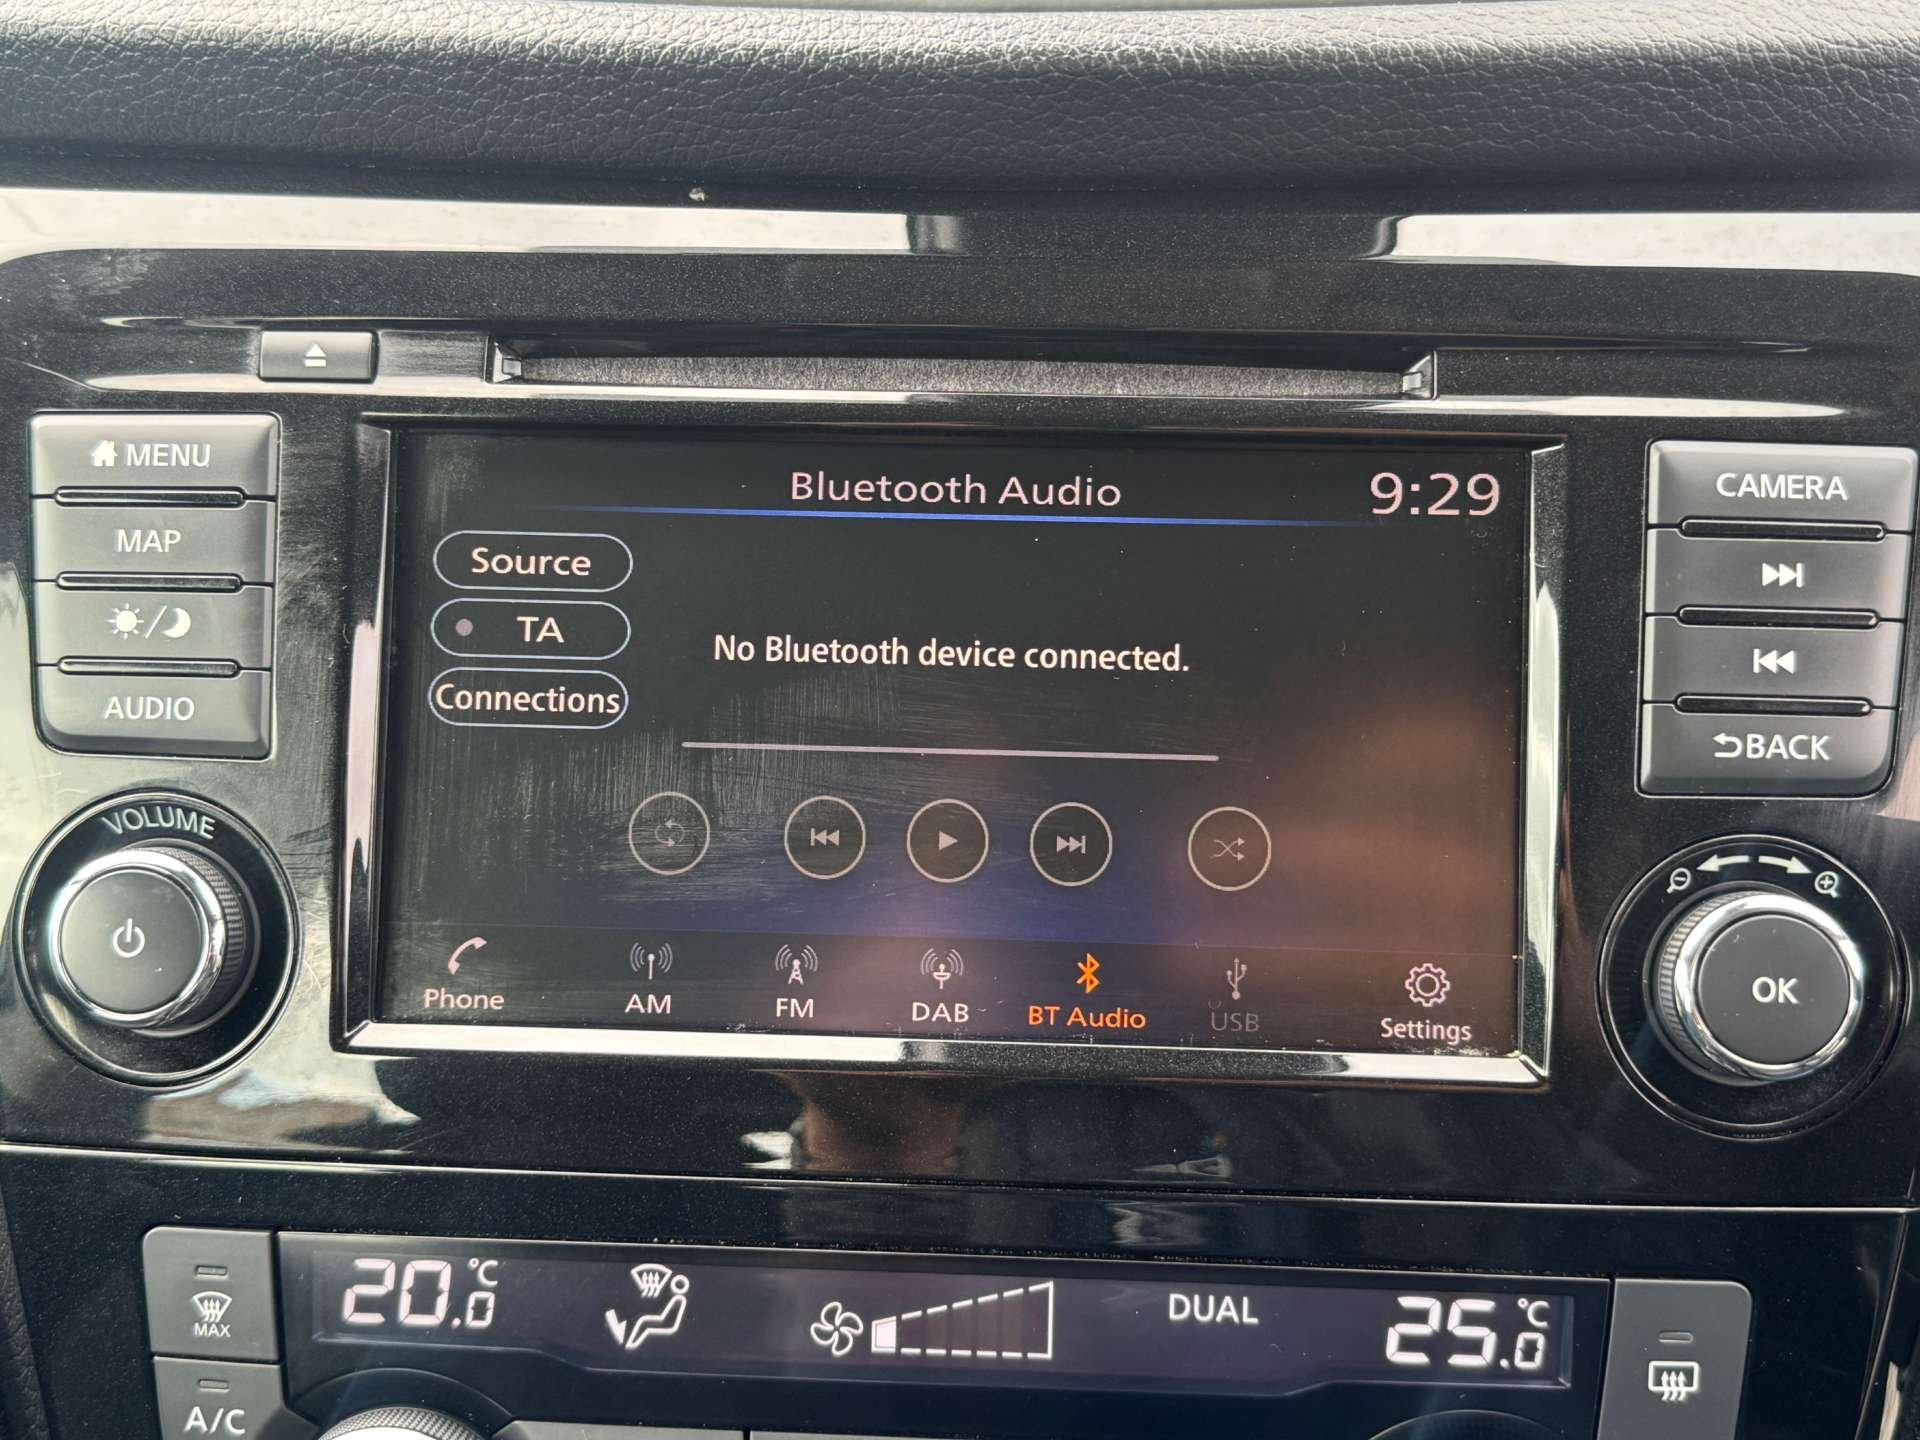 MENU
MAP
AUDIO
VOLUME
Bluetooth Audio
9:29
Source
TA
Connections
No Bluetooth device connected.
Phone
AM
FM
DAB
BT Audio
USB
Settings
CAMERA
BACK
OK
MAX
A/C
20.0 °C
DUAL
25.0 °C